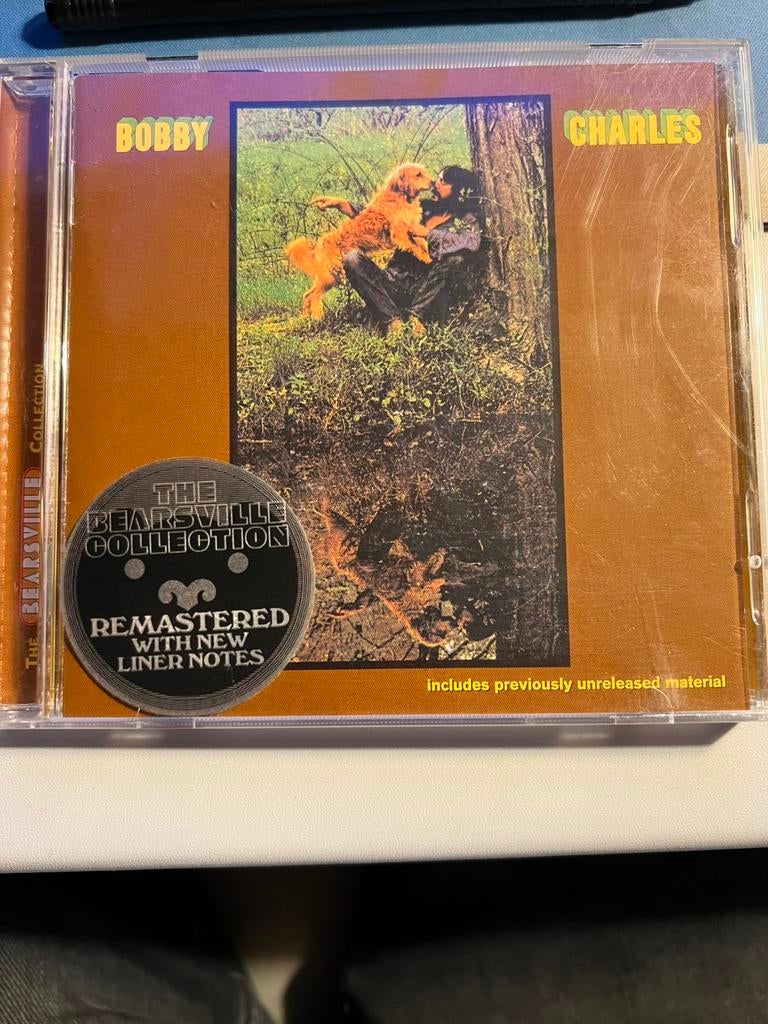 BOBBY
CHARLES
THE
BEARSVILLE
COLLECTION
REMASTERED
WITH NEW
LINER NOTES
includes previously unreleased material
THE BEARSVILLE COLLECTION